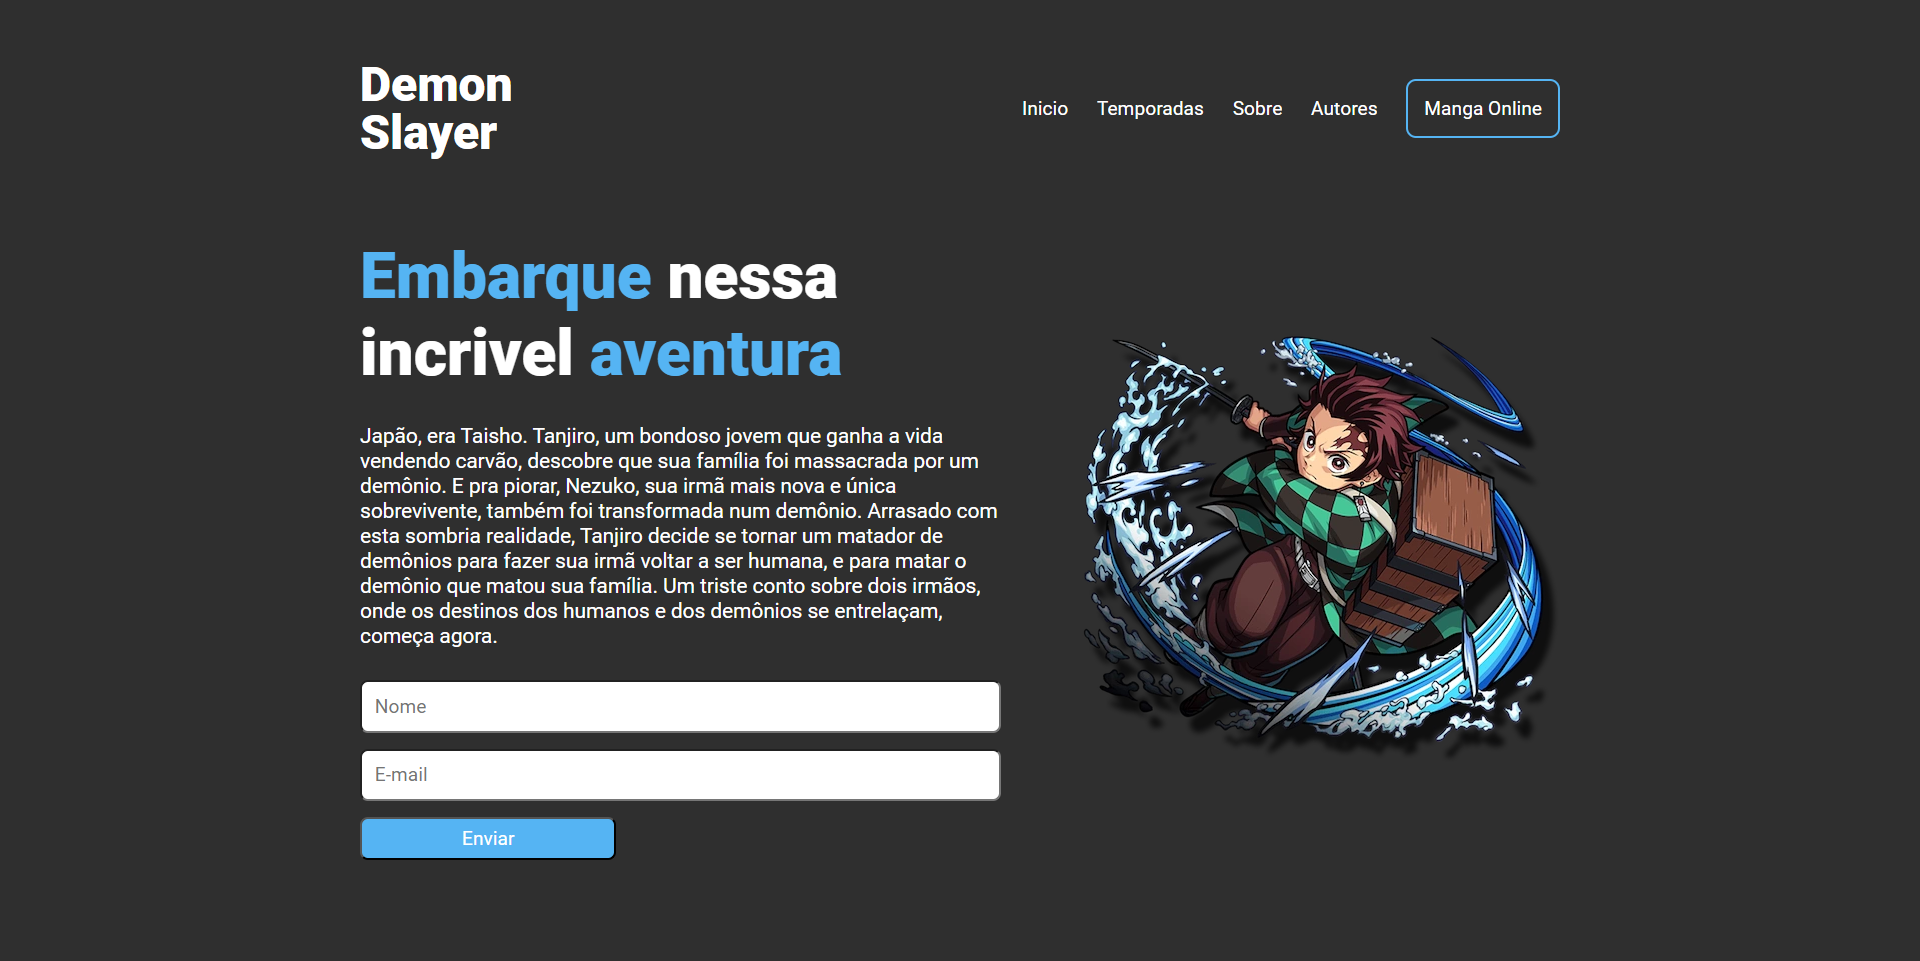 Demon
Slayer
Inicio Temporadas Sobre Autores Manga Online
Embarque nessa
incrivel aventura
Japão, era Taisho. Tanjiro, um bondoso jovem que ganha a vida
vendendo carvão, descobre que sua família foi massacrada por um
demônio. E pra piorar, Nezuko, sua irmã mais nova e única
sobrevivente, também foi transformada num demônio. Arrasado com
esta sombria realidade, Tanjiro decide se tornar um matador de
demônios para fazer sua irmã voltar a ser humana, e para matar o
demônio que matou sua família. Um triste conto sobre dois irmãos,
onde os destinos dos humanos e dos demônios se entrelaçam,
começa agora.
Nome
E-mail
Enviar